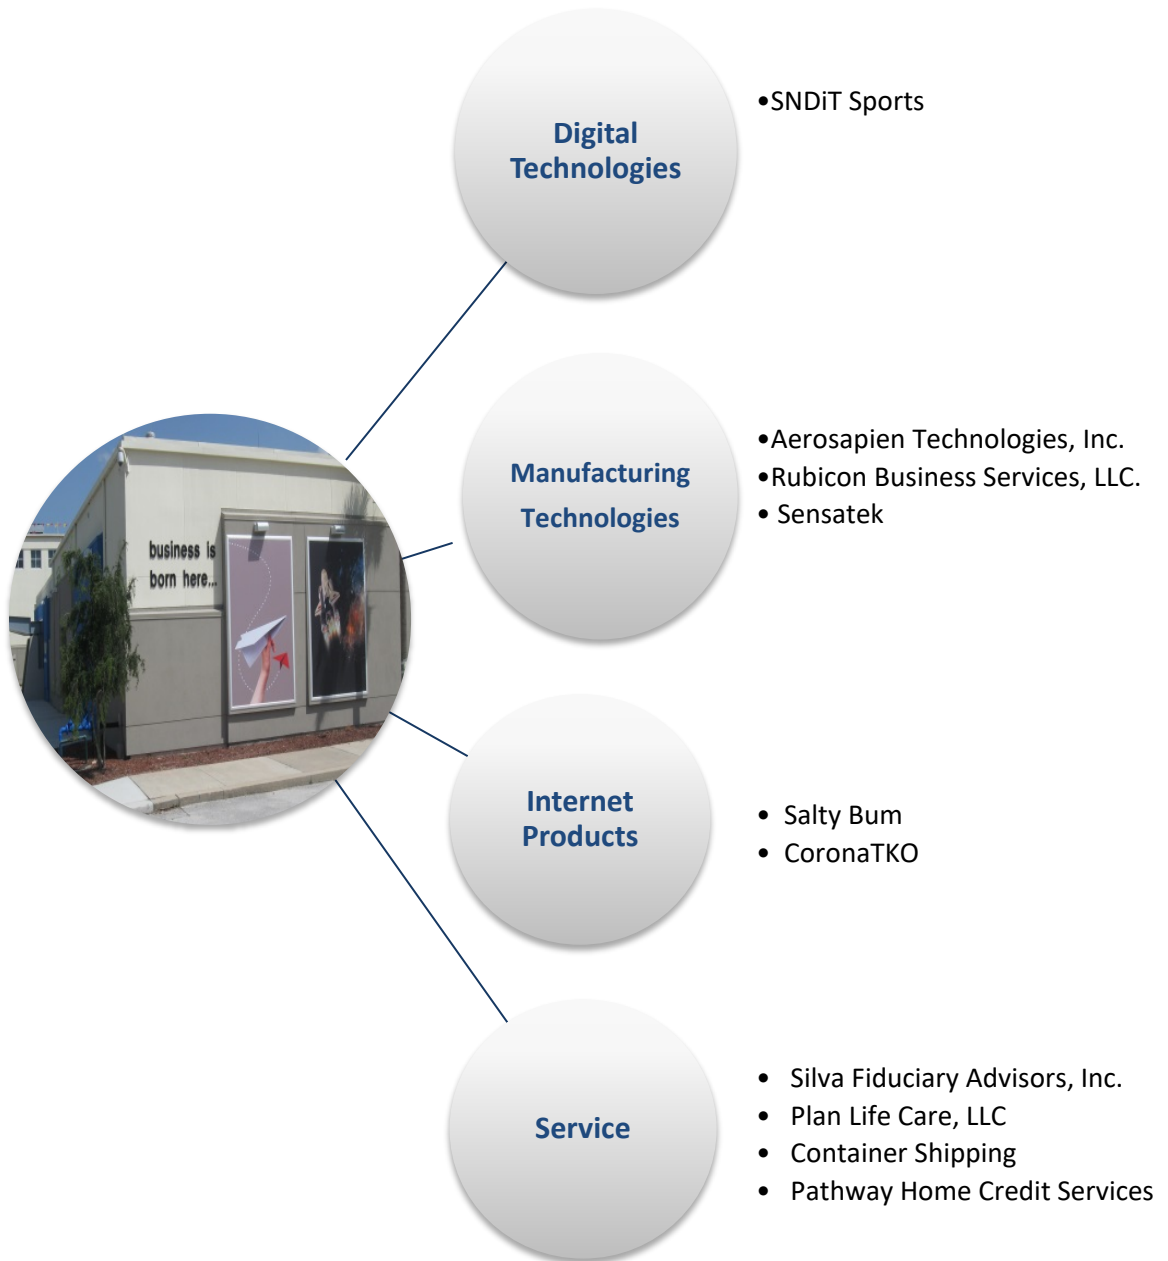 Digital
Technologies
•SNDiT Sports
Manufacturing
Technologies
•Aerosapien Technologies, Inc.
•Rubicon Business Services, LLC.
• Sensatek
business is
born here...
Internet
Products
• Salty Bum
• CoronaTKO
Service
• Silva Fiduciary Advisors, Inc.
• Plan Life Care, LLC
• Container Shipping
• Pathway Home Credit Services